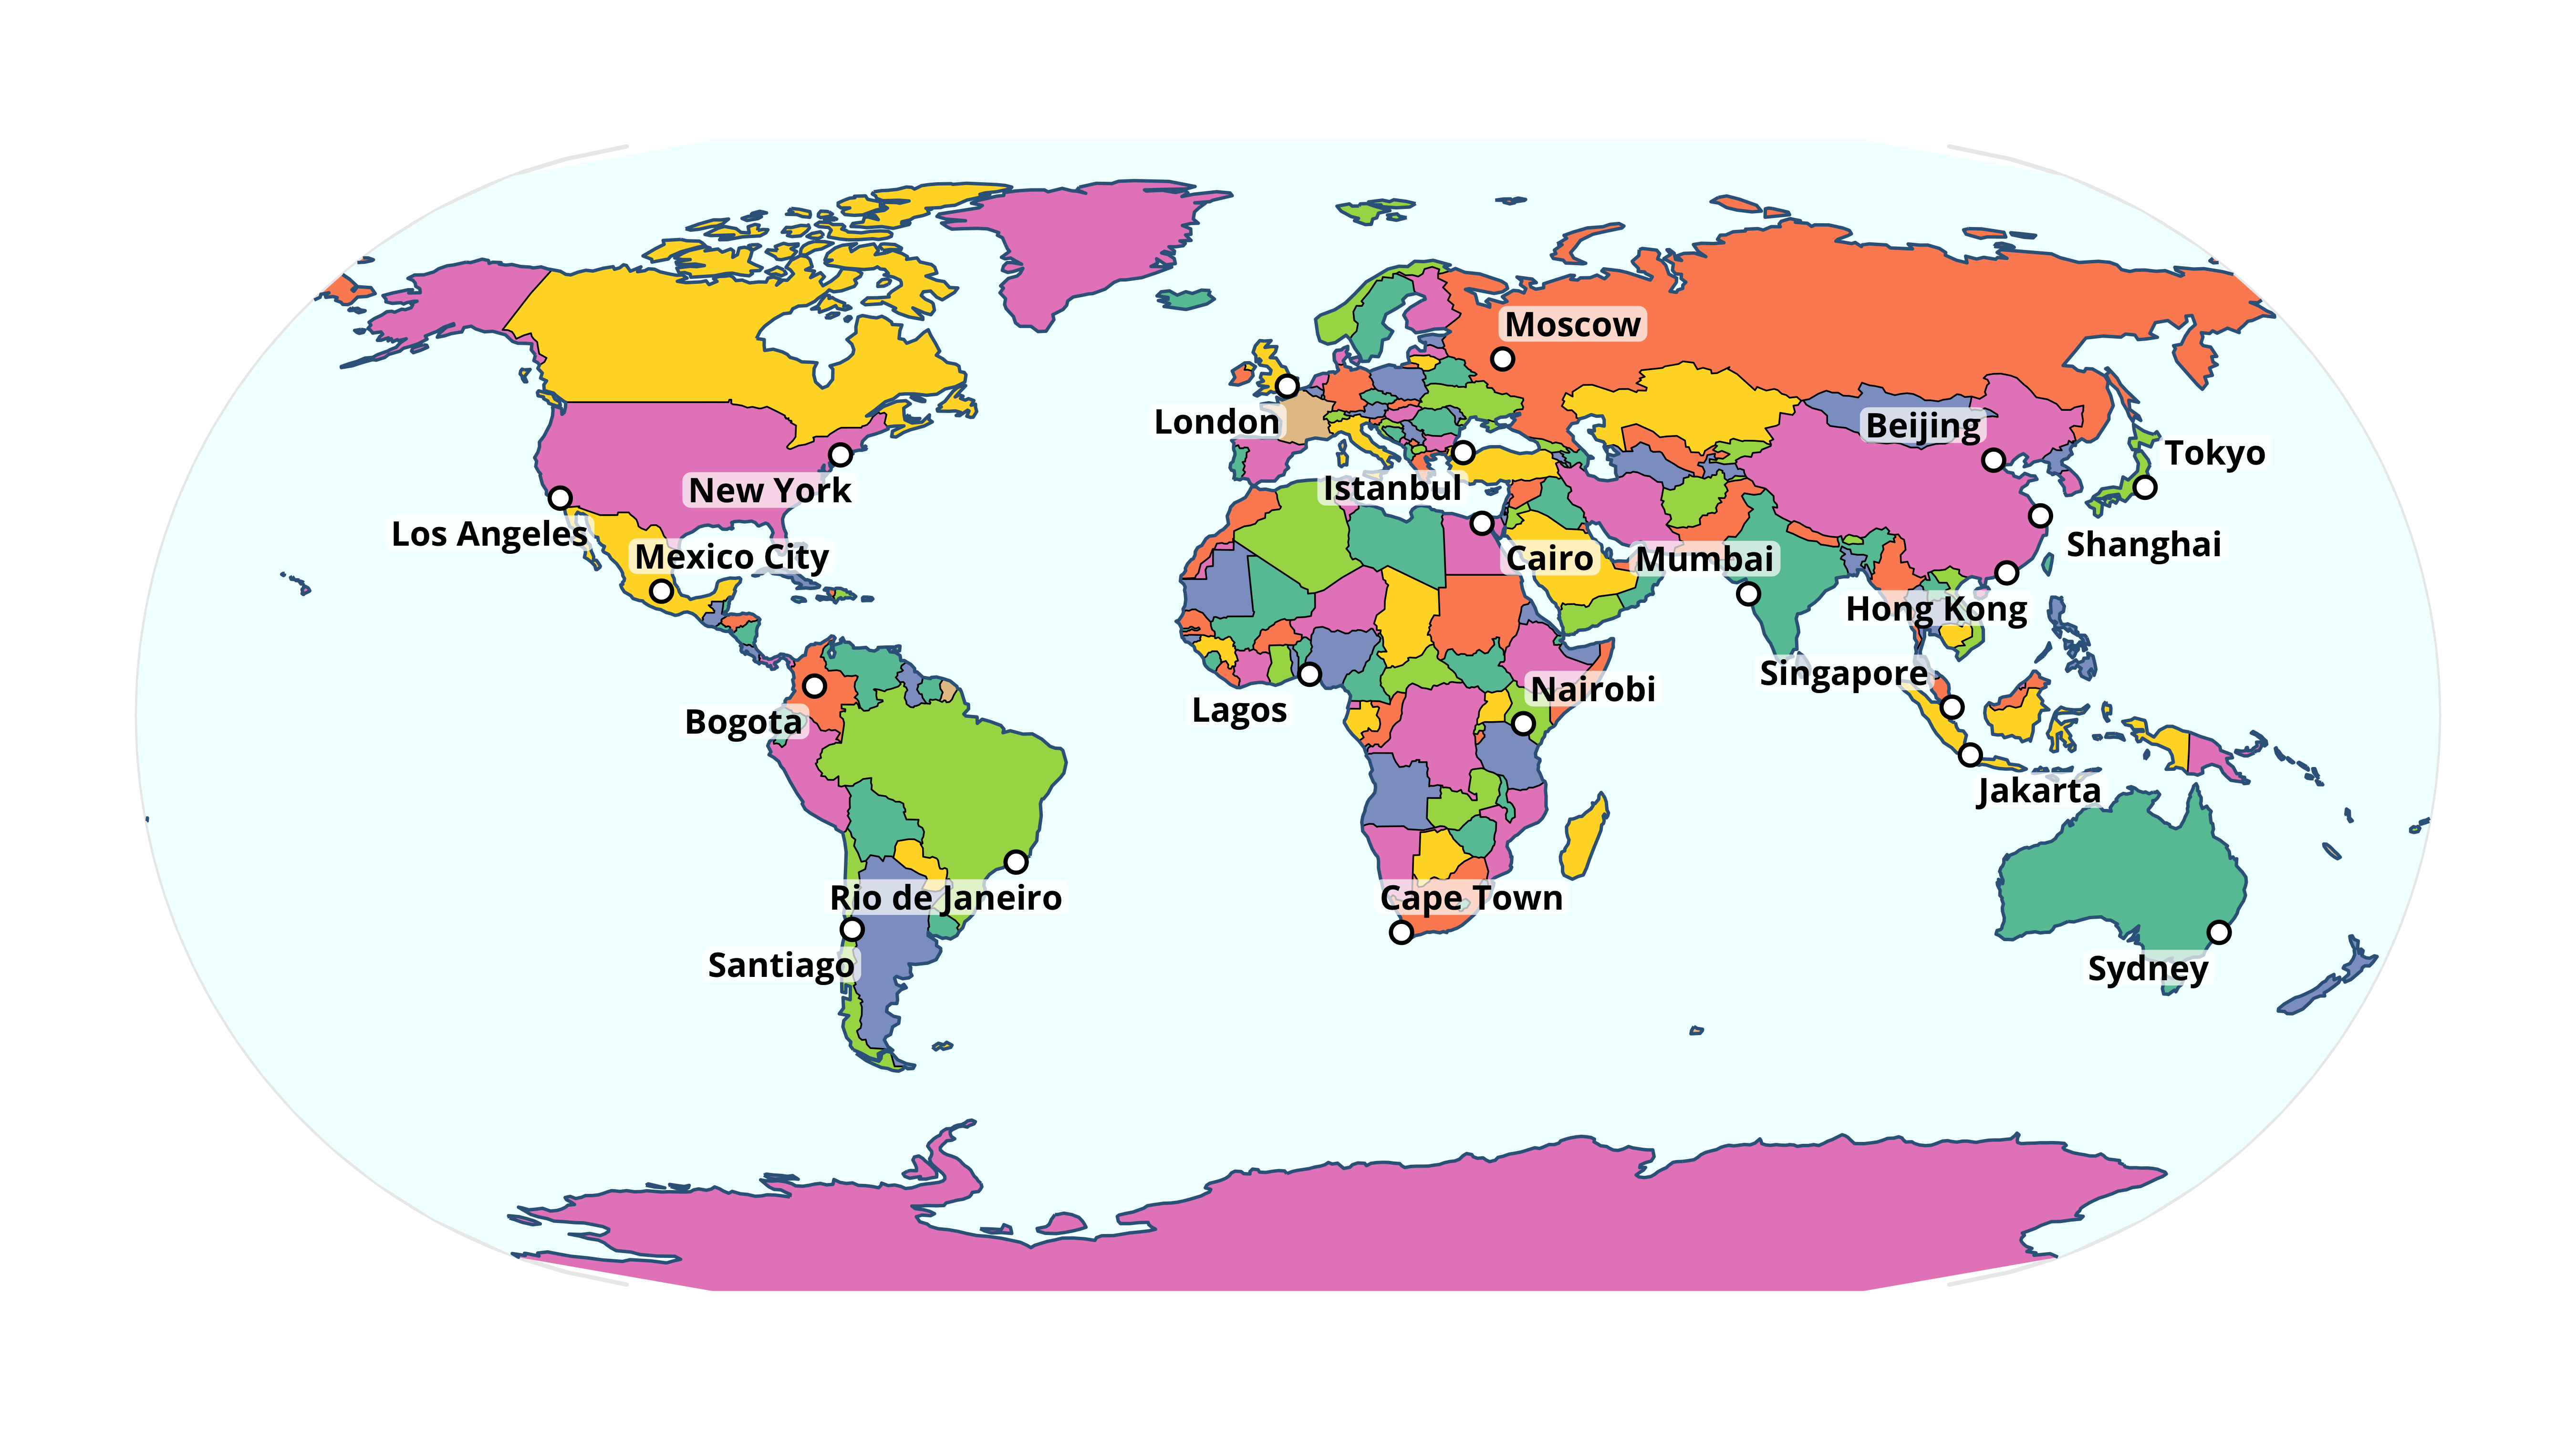 Moscow
London
Beijing
Tokyo
New York
Istanbul
Los Angeles
Shanghai
Mexico City
Cairo
Mumbai
Hong Kong
Singapore
Nairobi
Lagos
Bogota
Jakarta
Rio de Janeiro
Cape Town
Santiago
Sydney